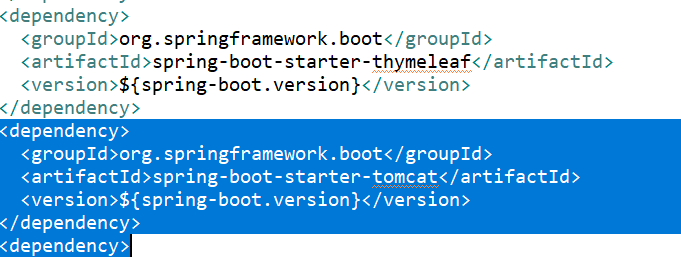 <dependency>
<groupId>org.springframework.boot</groupId>
<artifactId>spring-boot-starter-thymeleaf</artifactId>
<version>${spring-boot.version}</version>
</dependency>
<dependency>
<groupId>org.springframework.boot</groupId>
<artifactId>spring-boot-starter-tomcat</artifactId>
<version>${spring-boot.version}</version>
</dependency>
<dependency>